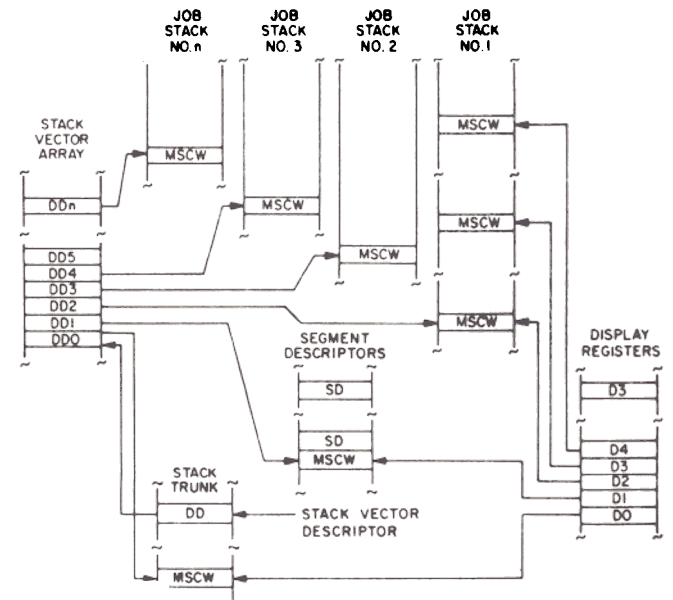 JOB
STACK
NO. n
JOB
STACK
NO. 3
JOB
STACK
NO. 2
JOB
STACK
NO. 1
MSCW
STACK
VECTOR
ARRAY
MSCW
DDn
MSCW
MSCW
MSCW
DD5
DD4
DD3
DD2
DD1
DD0
MSCW
SEGMENT
DESCRIPTORS
SD
SD
MSCW
DISPLAY
REGISTERS
D3
D4
D3
D2
D1
D0
STACK
TRUNK
DD
STACK VECTOR
DESCRIPTOR
MSCW